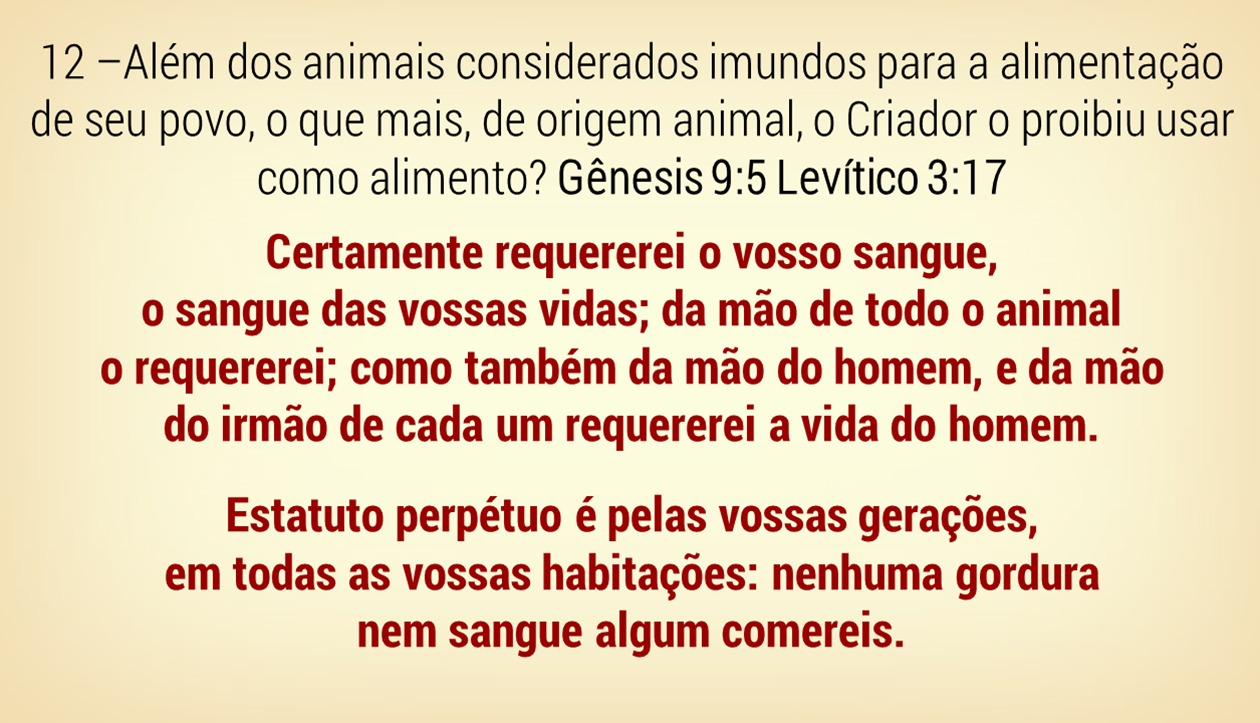 12 –Além dos animais considerados imundos para a alimentação
de seu povo, o que mais, de origem animal, o Criador o proibiu usar
como alimento? Gênesis 9:5 Levítico 3:17
Certamente requererei o vosso sangue,
o sangue das vossas vidas; da mão de todo o animal
o requererei; como também da mão do homem, e da mão
do irmão de cada um requererei a vida do homem.
Estatuto perpétuo é pelas vossas gerações,
em todas as vossas habitações: nenhuma gordura
nem sangue algum comereis.